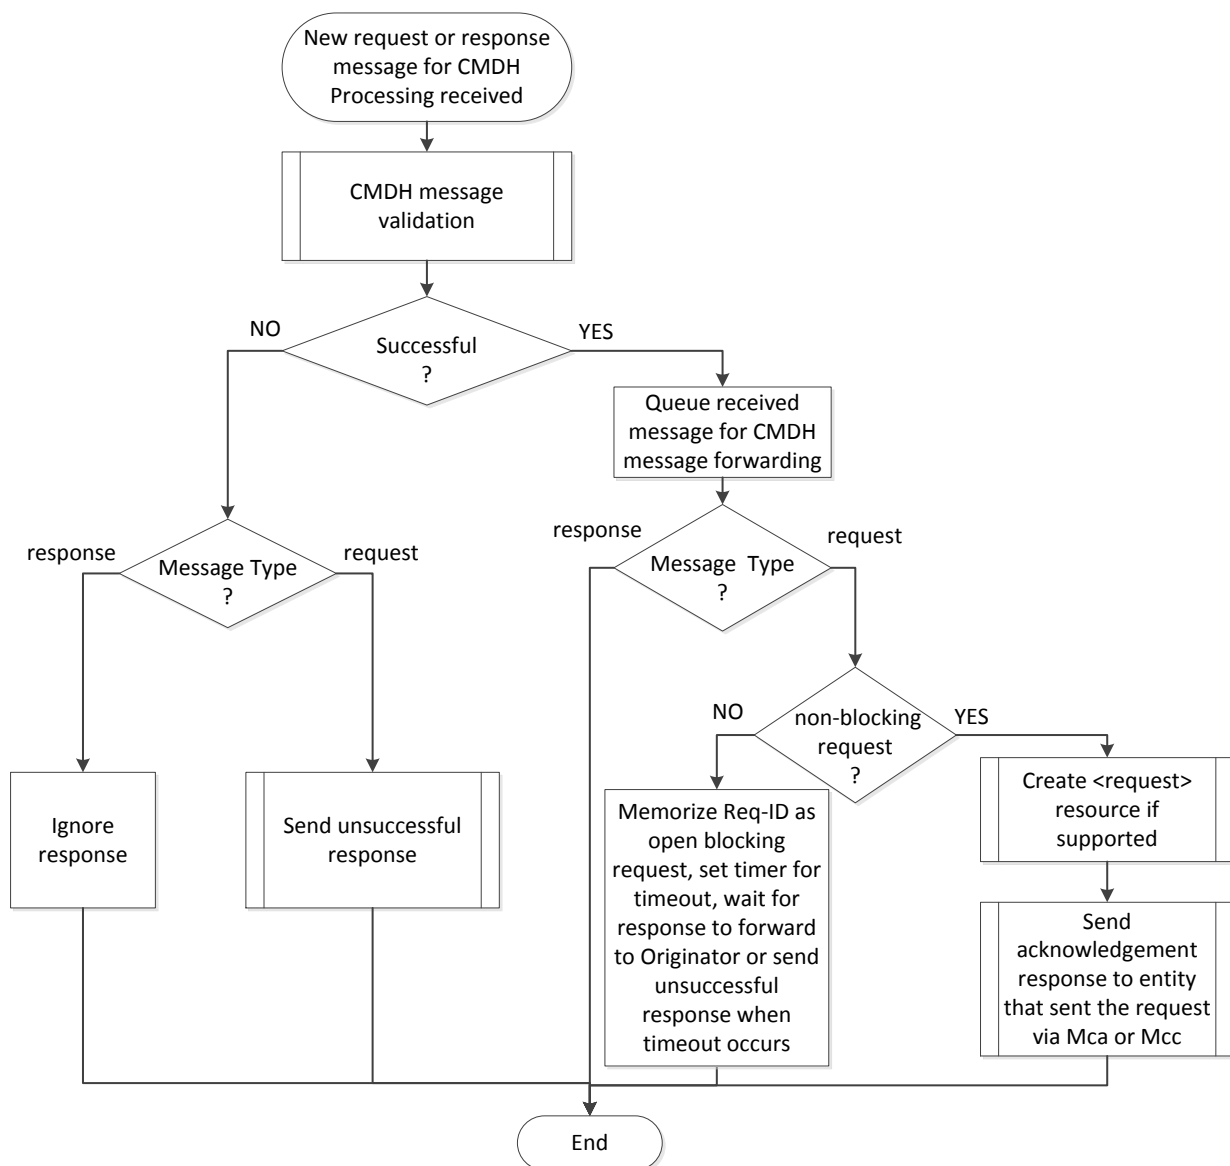 New request or response
message for CMDH
Processing received
CMDH message
validation
NO
YES
Successful
?
Queue received
message for CMDH
message forwarding
response
request
Message Type
?
response
request
Message  Type
?
NO
YES
non-blocking
request
?
Ignore
response
Send unsuccessful
response
Memorize Req-ID as
open blocking
request, set timer for
timeout, wait for
response to forward
to Originator or send
unsuccessful
response when
timeout occurs
Create <request>
resource if
supported
Send
acknowledgement
response to entity
that sent the request
via Mca or Mcc
End